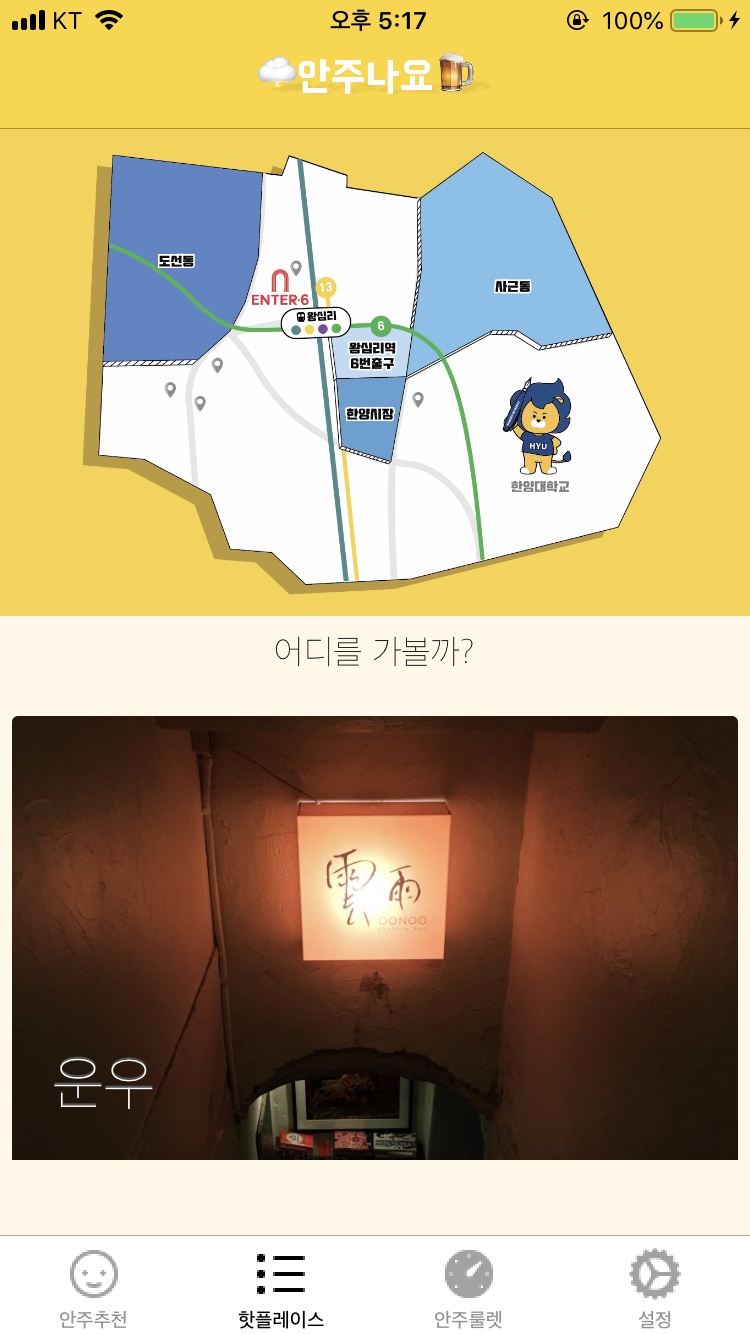 KT 오후 5:17 100%
안주나요
도선동
사근동
ENTER·6
13
왕십리
6
왕십리역
6번출구
한양시장
HYU
한양대학교
어디를 가볼까?
雲雨
OONOO
운우
안주추천 핫플레이스 안주룰렛 설정